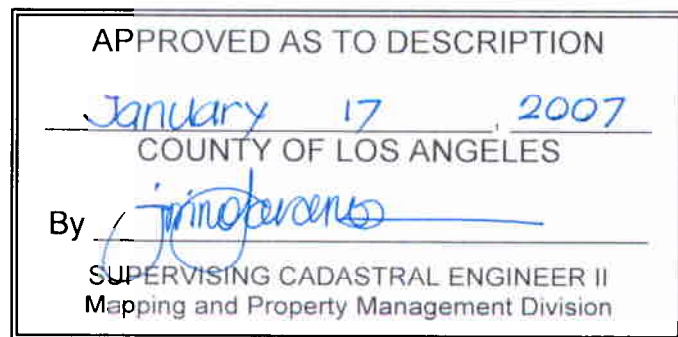 APPROVED AS TO DESCRIPTION
January 17, 2007
COUNTY OF LOS ANGELES
By
SUPERVISING CADASTRAL ENGINEER II
Mapping and Property Management Division